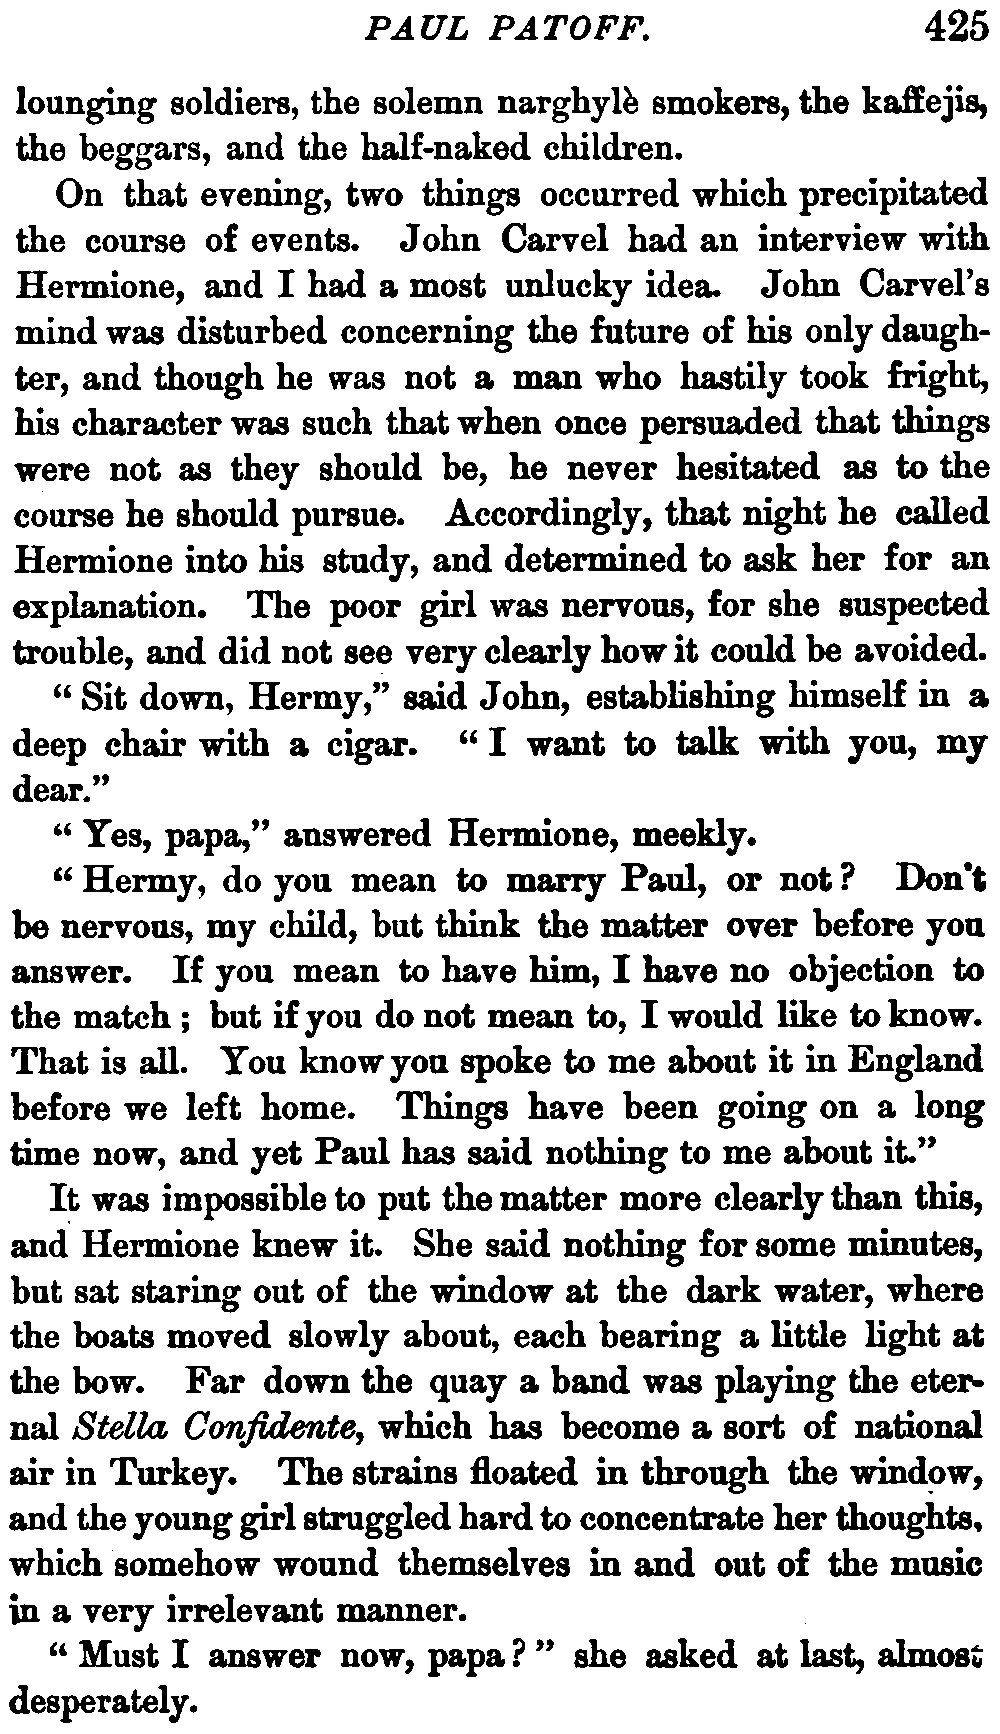 PAUL PATOFF. 425
lounging soldiers, the solemn narghylè smokers, the kaffejis,
the beggars, and the half-naked children.
On that evening, two things occurred which precipitated
the course of events. John Carvel had an interview with
Hermione, and I had a most unlucky idea. John Carvel's
mind was disturbed concerning the future of his only daugh-
ter, and though he was not a man who hastily took fright,
his character was such that when once persuaded that things
were not as they should be, he never hesitated as to the
course he should pursue. Accordingly, that night he called
Hermione into his study, and determined to ask her for an
explanation. The poor girl was nervous, for she suspected
trouble, and did not see very clearly how it could be avoided.
“Sit down, Hermy,” said John, establishing himself in a
deep chair with a cigar. “I want to talk with you, my
dear.”
“Yes, papa,” answered Hermione, meekly.
“Hermy, do you mean to marry Paul, or not? Don't
be nervous, my child, but think the matter over before you
answer. If you mean to have him, I have no objection to
the match; but if you do not mean to, I would like to know.
That is all. You know you spoke to me about it in England
before we left home. Things have been going on a long
time now, and yet Paul has said nothing to me about it.”
It was impossible to put the matter more clearly than this,
and Hermione knew it. She said nothing for some minutes,
but sat staring out of the window at the dark water, where
the boats moved slowly about, each bearing a little light at
the bow. Far down the quay a band was playing the eter-
nal Stella Confidente, which has become a sort of national
air in Turkey. The strains floated in through the window,
and the young girl struggled hard to concentrate her thoughts,
which somehow wound themselves in and out of the music
in a very irrelevant manner.
“Must I answer now, papa?” she asked at last, almost
desperately.